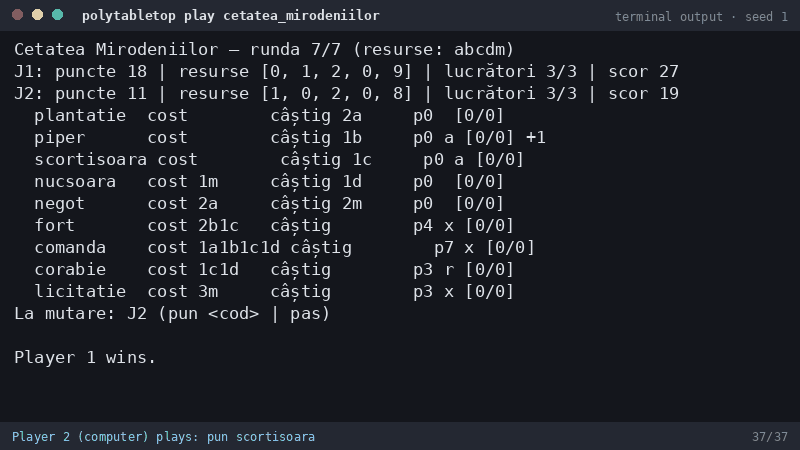 polytabletop play cetatea_mirodeniilor
terminal output · seed 1
Cetatea Mirodeniilor — runda 7/7 (resurse: abcdm)
J1: puncte 18 | resurse [0, 1, 2, 0, 9] | lucrători 3/3 | scor 27
J2: puncte 11 | resurse [1, 0, 2, 0, 8] | lucrători 3/3 | scor 19
plantatie cost câștig 2a p0 [0/0]
piper cost câștig 1b p0 a [0/0] +1
scortisoara cost câștig 1c p0 a [0/0]
nucsoara cost 1m câștig 1d p0 [0/0]
negot cost 2a câștig 2m p0 [0/0]
fort cost 2b1c câștig p4 x [0/0]
comanda cost 1a1b1c1d câștig p7 x [0/0]
corabie cost 1c1d câștig p3 r [0/0]
licitatie cost 3m câștig p3 x [0/0]
La mutare: J2 (pun <cod> | pas)
Player 1 wins.
Player 2 (computer) plays: pun scortisoara
37/37